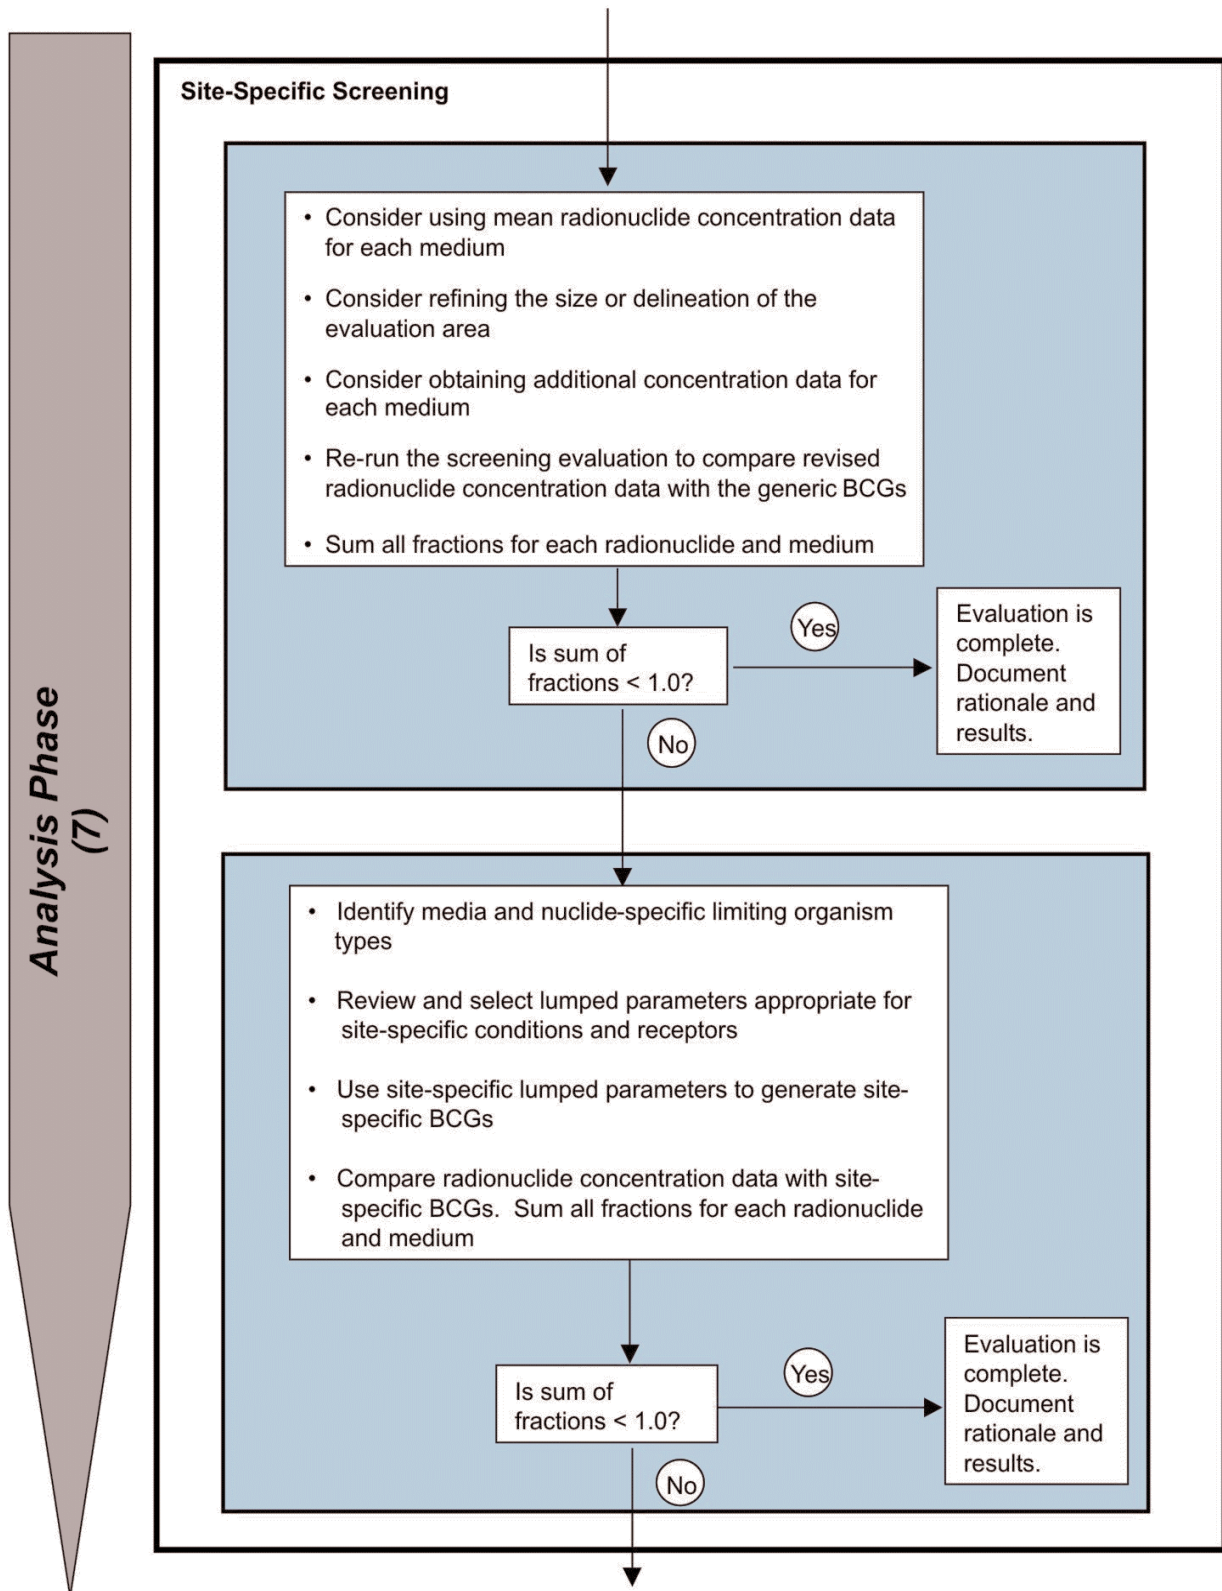 Site-Specific Screening
• Consider using mean radionuclide concentration data
for each medium
• Consider refining the size or delineation of the
evaluation area
• Consider obtaining additional concentration data for
each medium
• Re-run the screening evaluation to compare revised
radionuclide concentration data with the generic BCGs
• Sum all fractions for each radionuclide and medium
Is sum of
fractions < 1.0?
Yes
Evaluation is
complete.
Document
rationale and
results.
No
Analysis Phase
(7)
• Identify media and nuclide-specific limiting organism
types
• Review and select lumped parameters appropriate for
site-specific conditions and receptors
• Use site-specific lumped parameters to generate site-
specific BCGs
• Compare radionuclide concentration data with site-
specific BCGs. Sum all fractions for each radionuclide
and medium
Is sum of
fractions < 1.0?
Yes
Evaluation is
complete.
Document
rationale and
results.
No